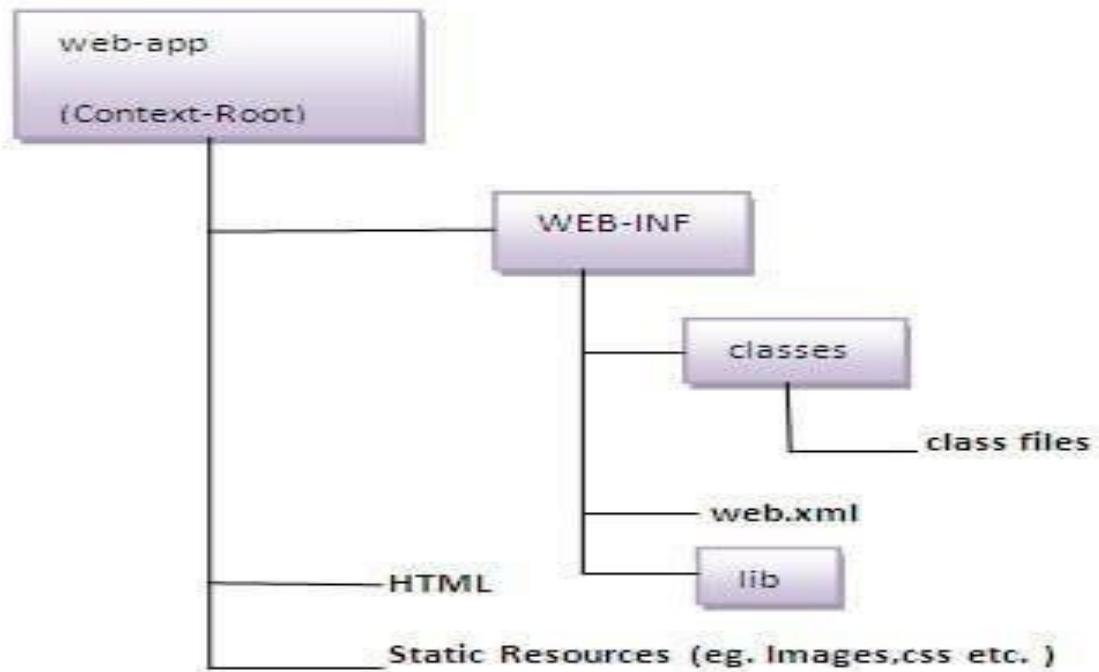 web-app
(Context-Root)
WEB-INF
classes
class files
web.xml
lib
HTML
Static Resources (eg. Images,css etc. )